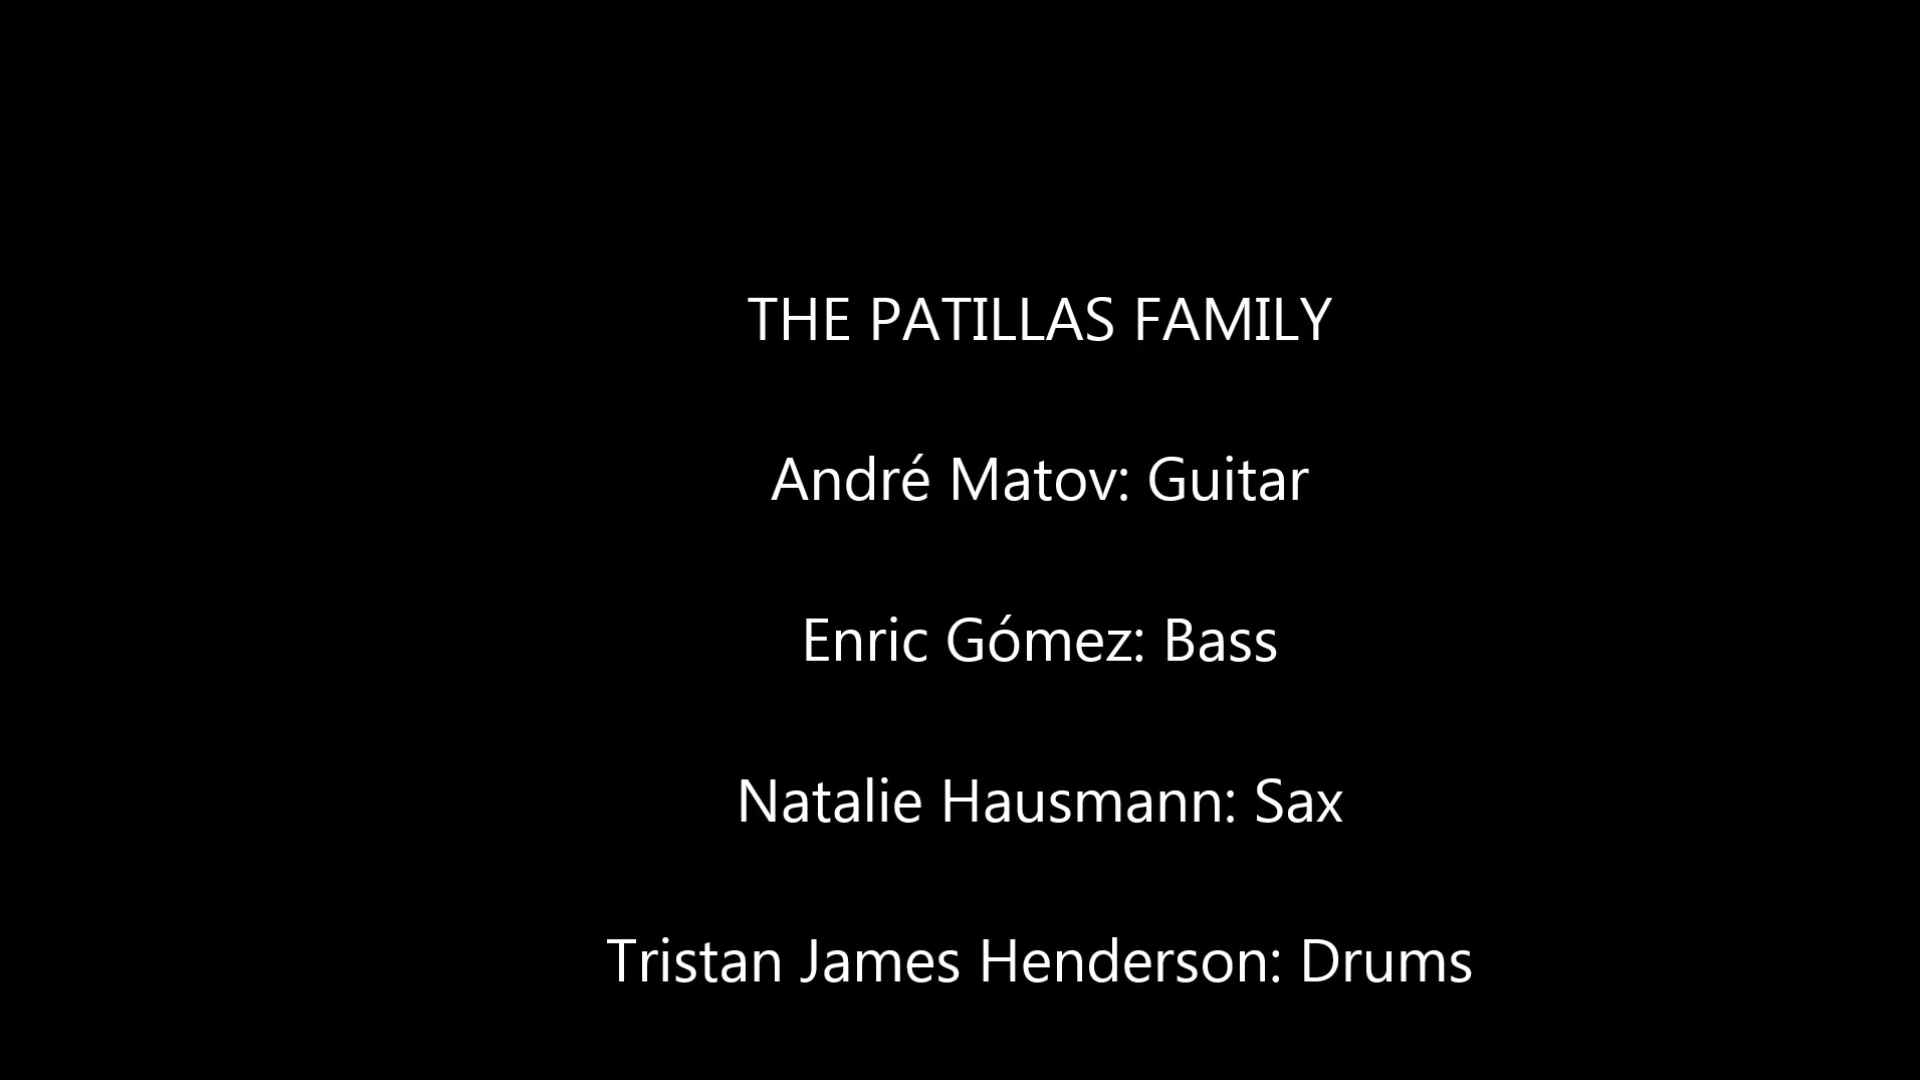 THE PATILLAS FAMILY
André Matov: Guitar
Enric Gómez: Bass
Natalie Hausmann: Sax
Tristan James Henderson: Drums